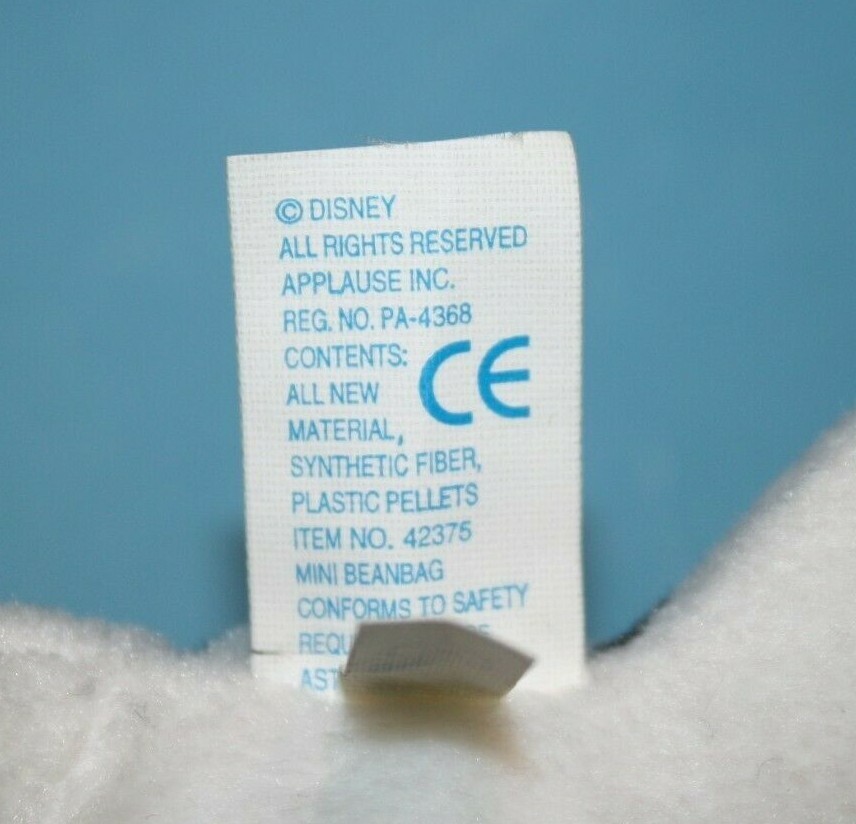 © DISNEY
ALL RIGHTS RESERVED
APPLAUSE INC.
REG. NO. PA-4368
CONTENTS:
CE
ALL NEW
MATERIAL,
SYNTHETIC FIBER,
PLASTIC PELLETS
ITEM NO. 42375
MINI BEANBAG
CONFORMS TO SAFETY